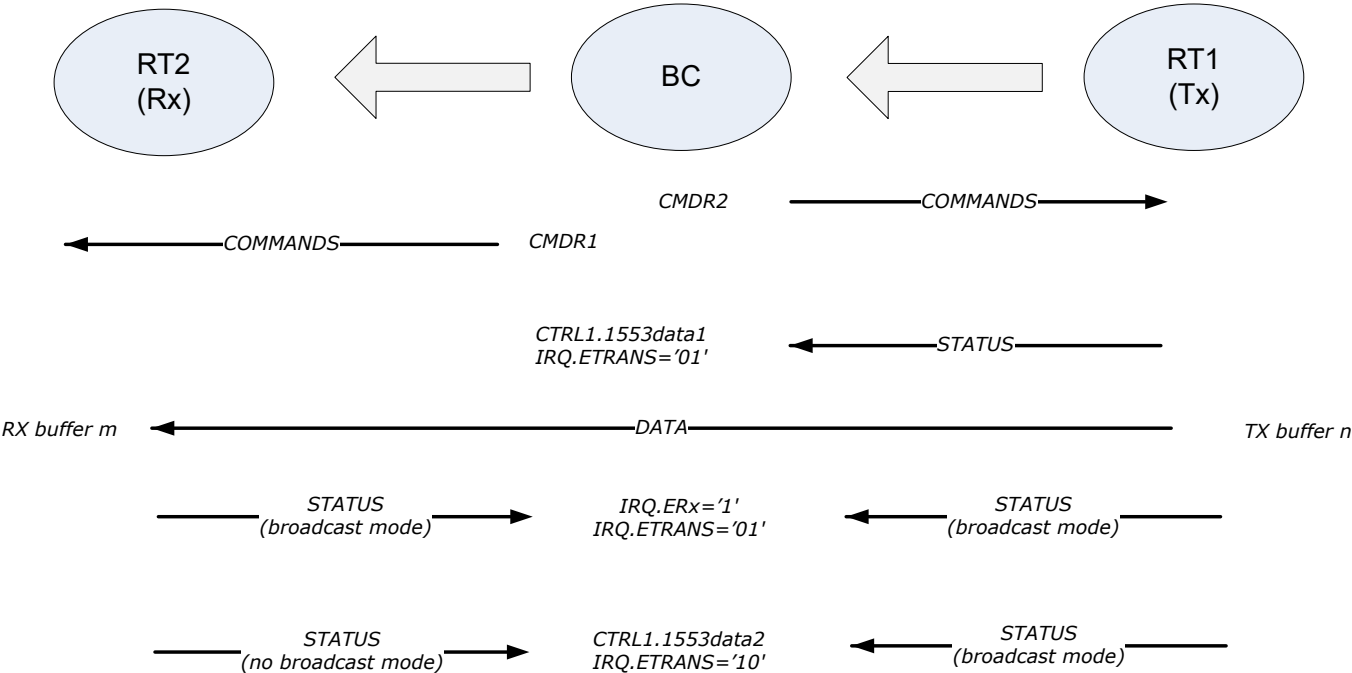 RT2
(Rx)
BC
RT1
(Tx)
CMDR2
COMMANDS
COMMANDS
CMDR1
CTRL1.1553data1
IRQ.ETRANS='01'
STATUS
RX buffer m
DATA
TX buffer n
STATUS
(broadcast mode)
IRQ.ERx='1'
IRQ.ETRANS='01'
STATUS
(broadcast mode)
STATUS
(no broadcast mode)
CTRL1.1553data2
IRQ.ETRANS='10'
STATUS
(broadcast mode)